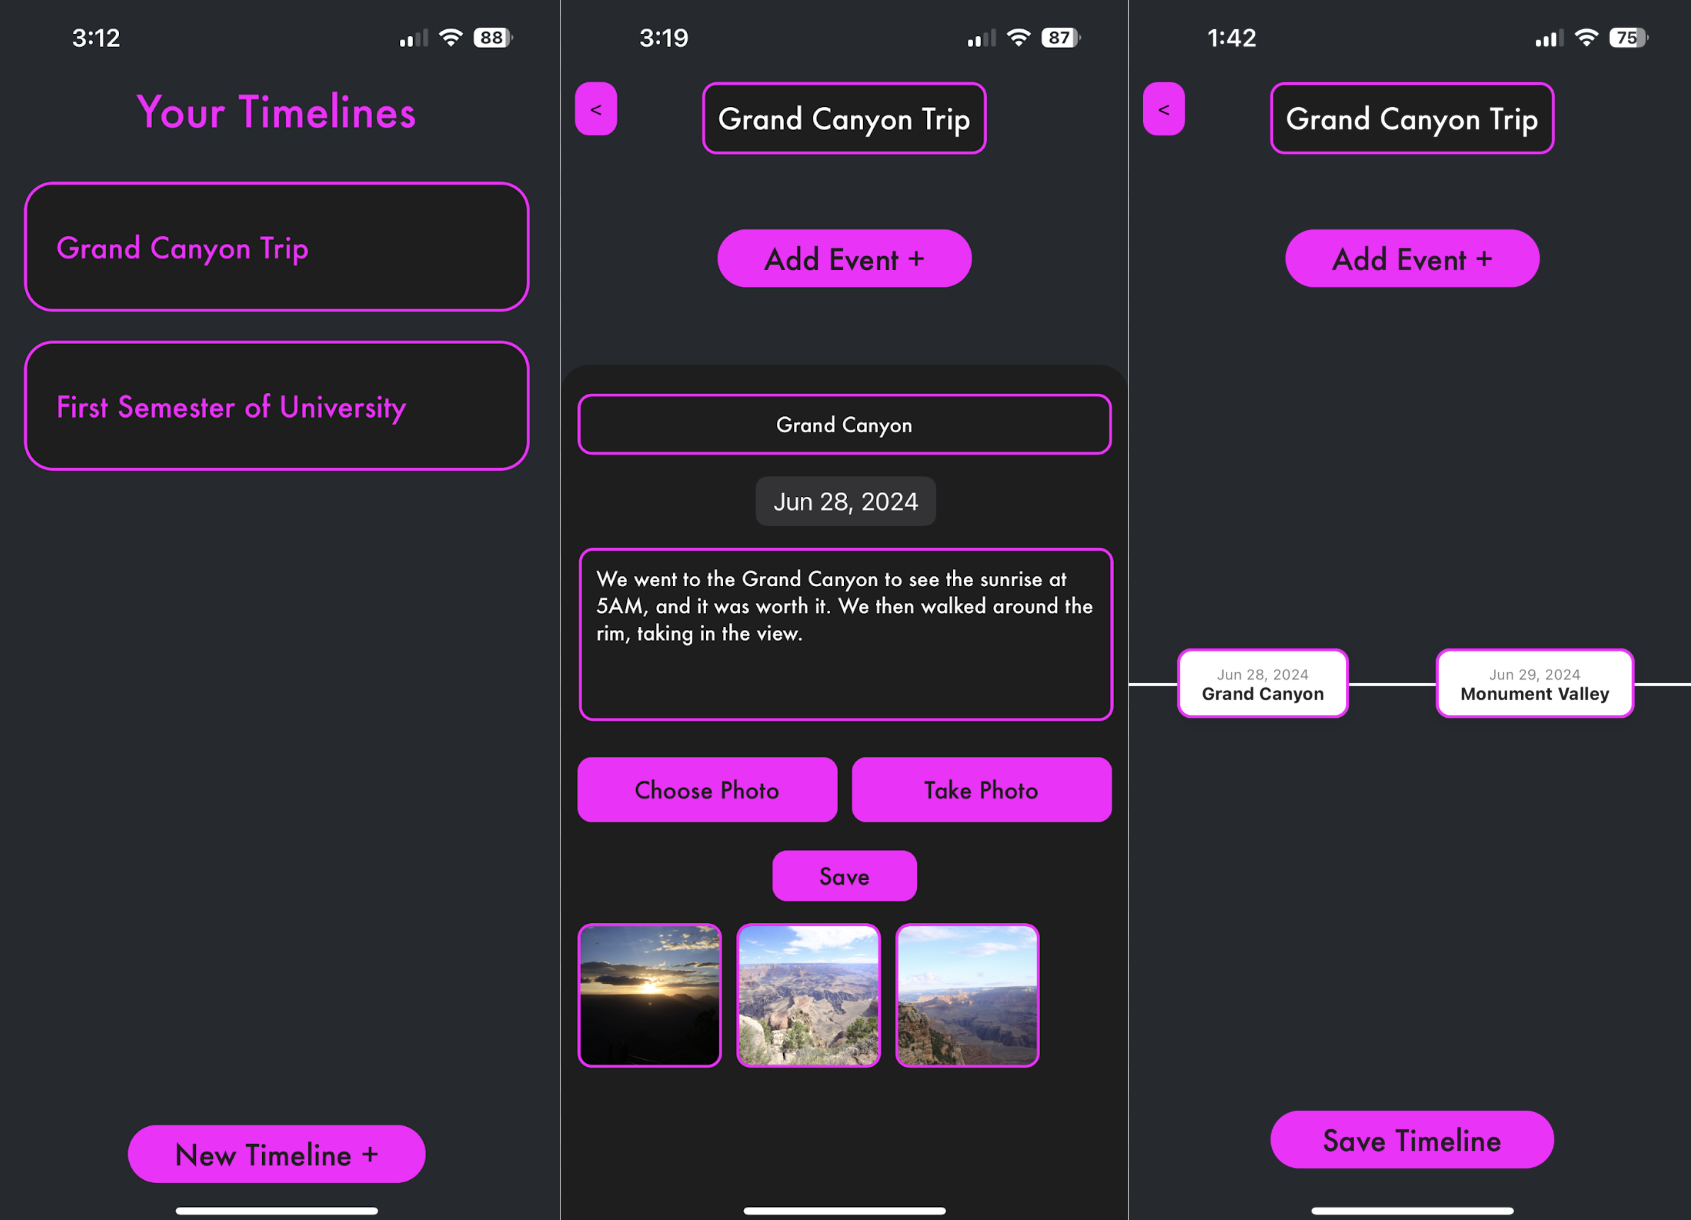 3:12
88
Your Timelines
Grand Canyon Trip
First Semester of University
New Timeline +
3:19
87
<
Grand Canyon Trip
Add Event +
Grand Canyon
Jun 28, 2024
We went to the Grand Canyon to see the sunrise at
5AM, and it was worth it. We then walked around the
rim, taking in the view.
Choose Photo
Take Photo
Save
1:42
75
<
Grand Canyon Trip
Add Event +
Jun 28, 2024
Grand Canyon
Jun 29, 2024
Monument Valley
Save Timeline